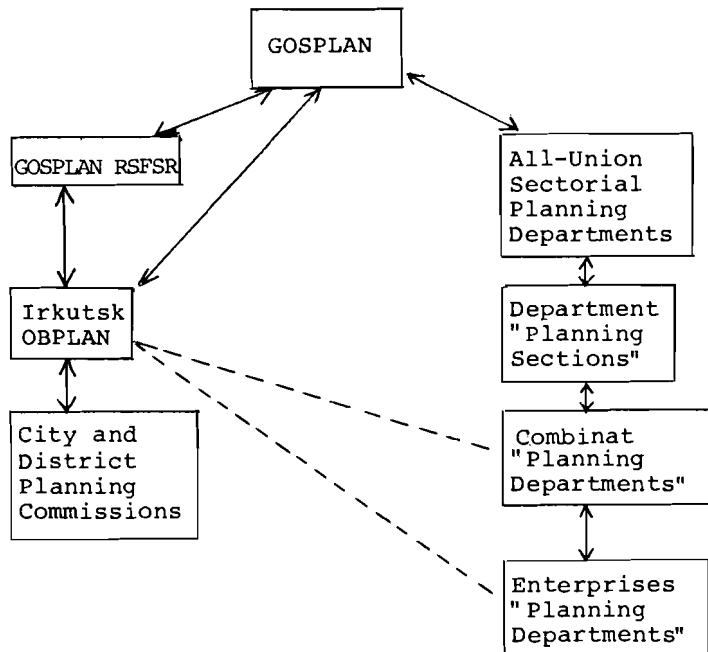 GOSPLAN
GOSPLAN RSFSR
All-Union
Sectorial
Planning
Departments
Irkutsk
OBPLAN
Department
"Planning
Sections"
City and
District
Planning
Commissions
Combinat
"Planning
Departments"
Enterprises
"Planning
Departments"